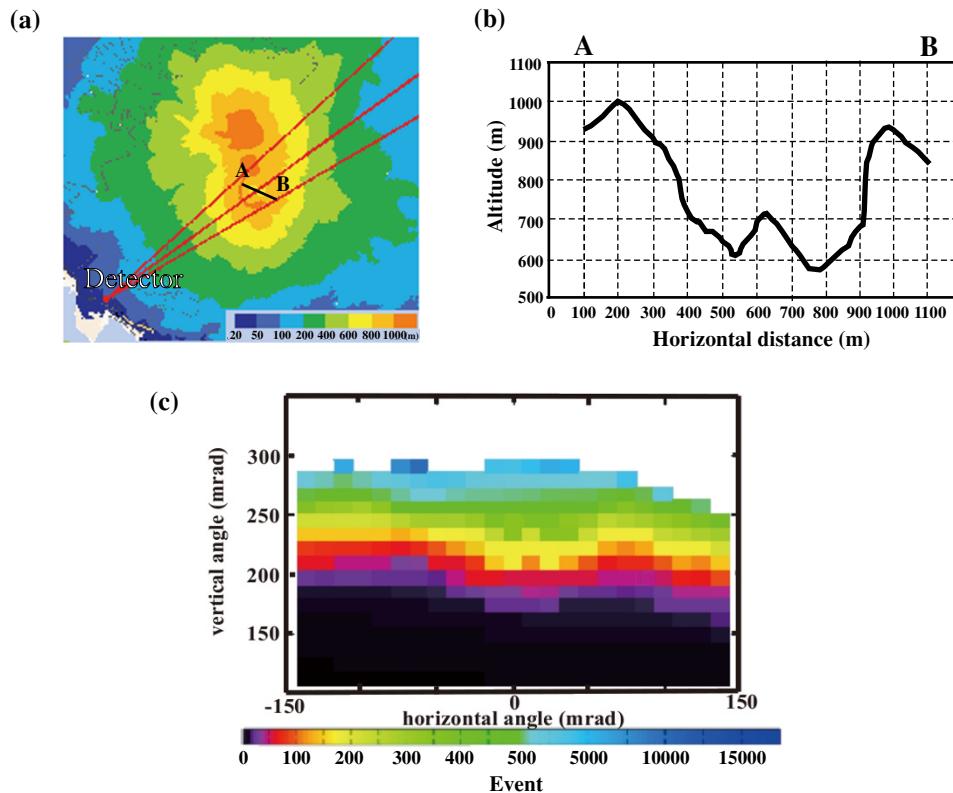 (a)
A
B
Detector
20 50 100 200 400 600 800 1000(m)
(b)
A B
1100
1000
900
800
700
600
500
Altitude (m)
0 100 200 300 400 500 600 700 800 900 1000 1100
Horizontal distance (m)
(c)
300
250
200
150
vertical angle (mrad)
-150 0 150
horizontal angle (mrad)
0 100 200 300 400 500 5000 10000 15000
Event